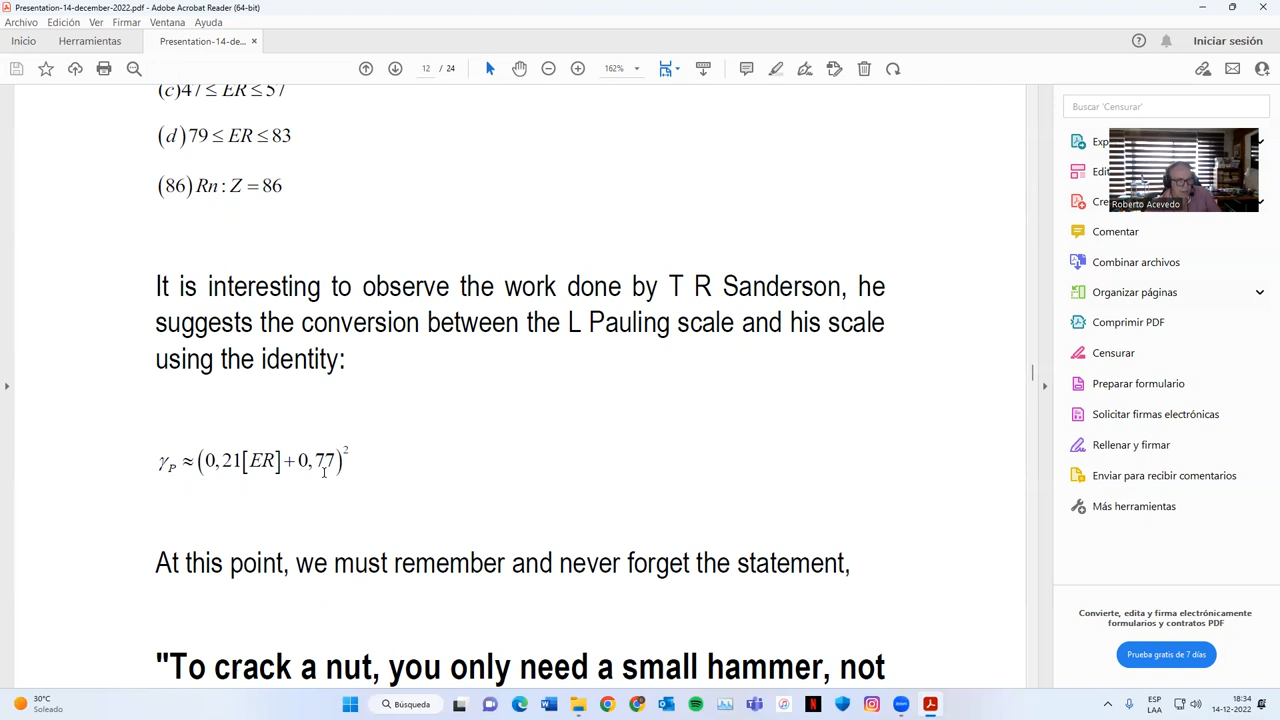 Presentation-14-december-2022.pdf - Adobe Acrobat Reader (64-bit)
Archivo Edición Ver Firmar Ventana Ayuda
Inicio Herramientas Presentation-14-de... × Iniciar sesión
12 / 24 162%
(c)47 ≤ ER ≤ 57
(d)79 ≤ ER ≤ 83
(86)Rn : Z = 86
It is interesting to observe the work done by T R Sanderson, he
suggests the conversion between the L Pauling scale and his scale
using the identity:
γP ≈ (0,21[ER]+0,77)²
At this point, we must remember and never forget the statement,
"To crack a nut, you only need a small hammer, not
Buscar 'Censurar'
Exp
Edit
Roberto Acevedo
Cre
Comentar
Combinar archivos
Organizar páginas
Comprimir PDF
Censurar
Preparar formulario
Solicitar firmas electrónicas
Rellenar y firmar
Enviar para recibir comentarios
Más herramientas
Convierte, edita y firma electrónicamente
formularios y contratos PDF
Prueba gratis de 7 días
30°C
Soleado
Búsqueda
ESP
LAA
18:34
14-12-2022